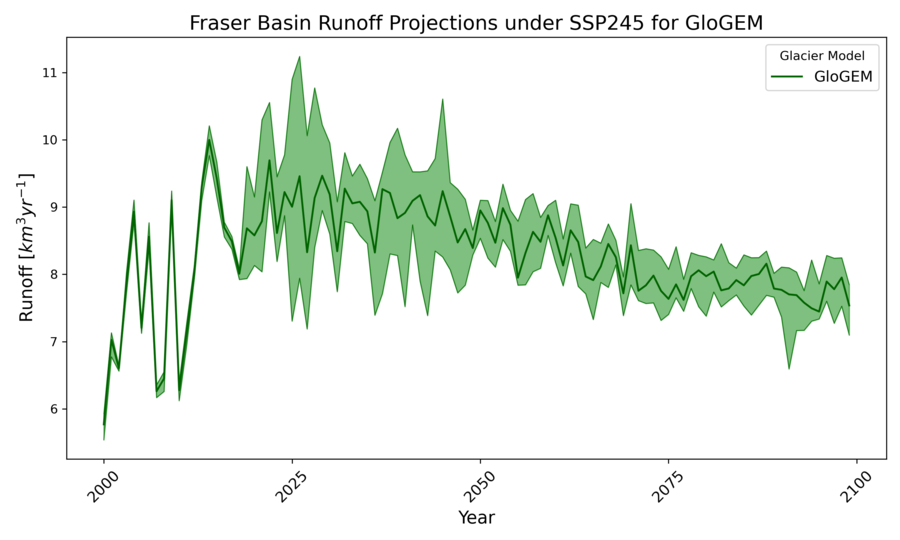 Fraser Basin Runoff Projections under SSP245 for GloGEM
Glacier Model
GloGEM
Runoff [km³yr⁻¹]
11
10
9
8
7
6
2000
2025
2050
2075
2100
Year